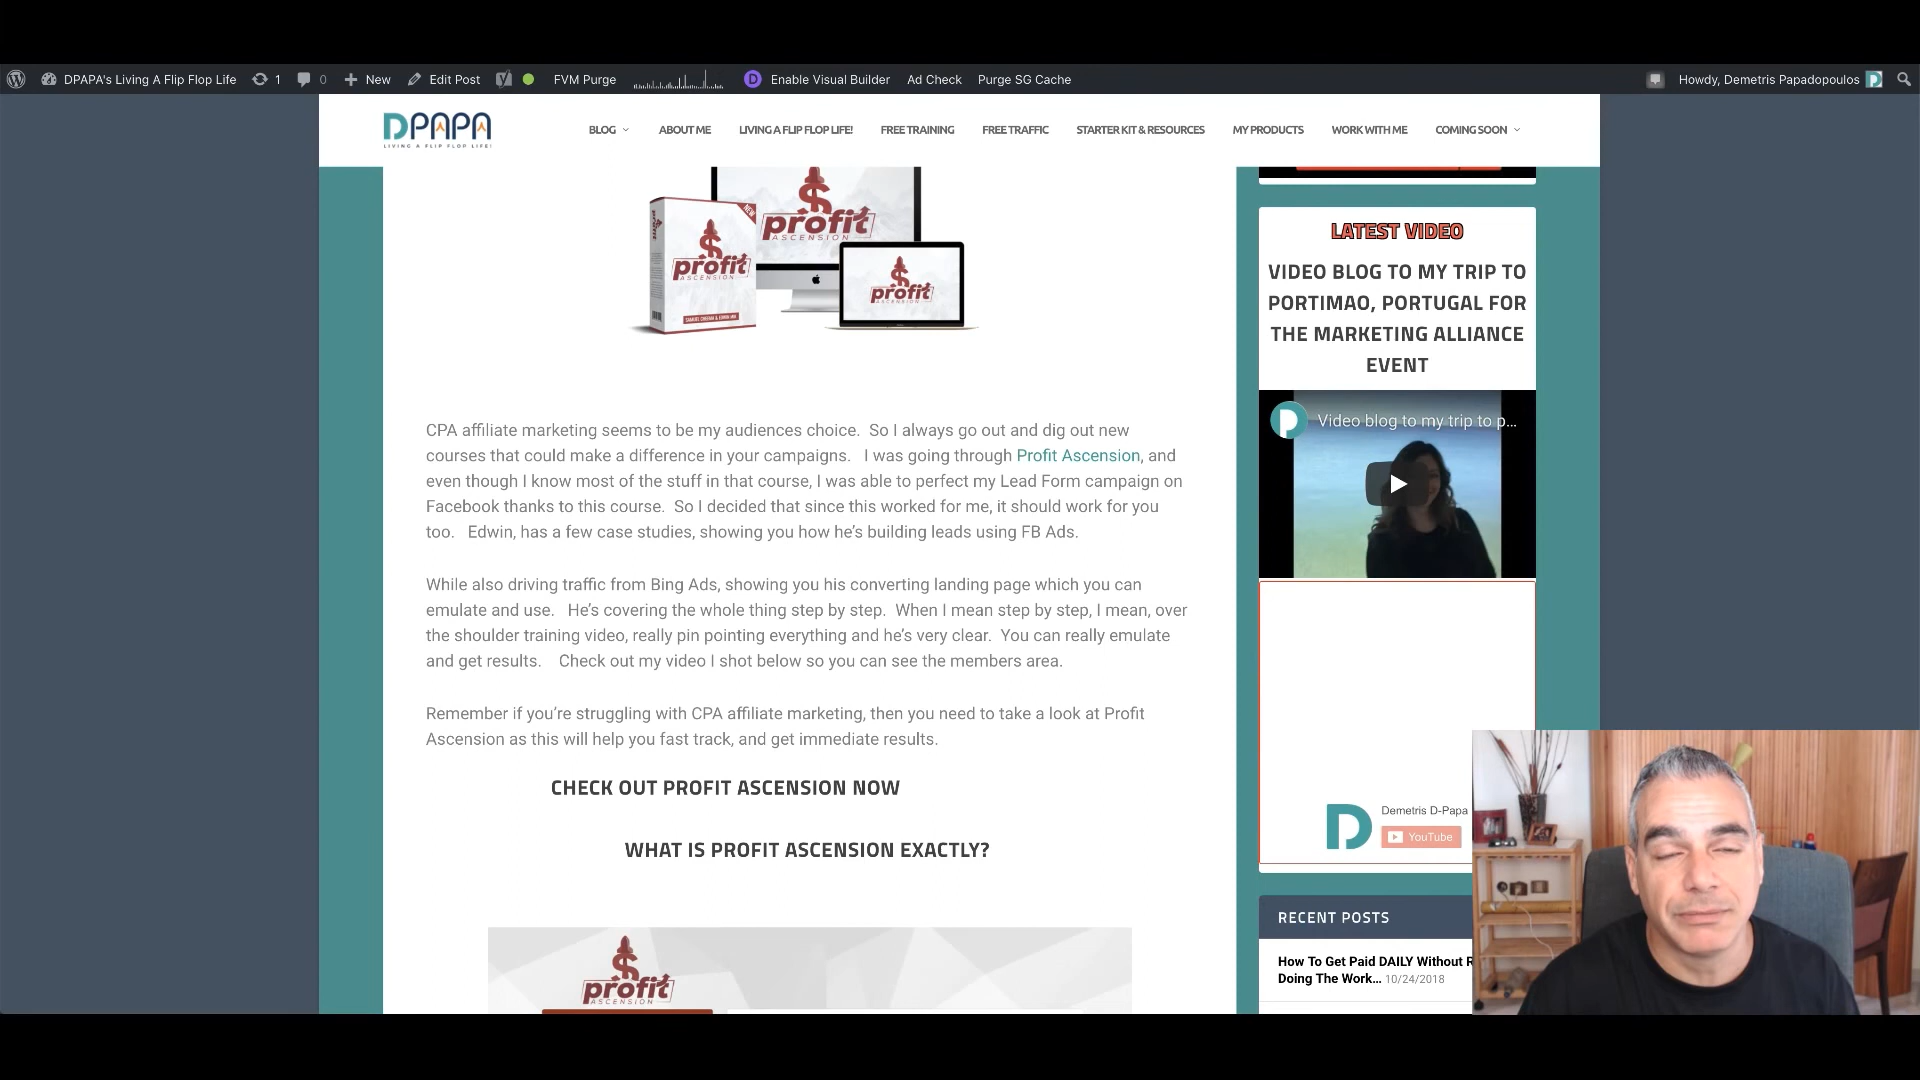 DPAPA's Living A Flip Flop Life 1 0 New Edit Post FVM Purge D Enable Visual Builder Ad Check Purge SG Cache Howdy, Demetris Papadopoulos
DPAPA
LIVING A FLIP FLOP LIFE!
BLOG ABOUT ME LIVING A FLIP FLOP LIFE! FREE TRAINING FREE TRAFFIC STARTER KIT & RESOURCES MY PRODUCTS WORK WITH ME COMING SOON
NEW
profit
ASCENSION
profit
ASCENSION
profit
ASCENSION
CPA affiliate marketing seems to be my audiences choice. So I always go out and dig out new
courses that could make a difference in your campaigns. I was going through Profit Ascension, and
even though I know most of the stuff in that course, I was able to perfect my Lead Form campaign on
Facebook thanks to this course. So I decided that since this worked for me, it should work for you
too. Edwin, has a few case studies, showing you how he's building leads using FB Ads.
While also driving traffic from Bing Ads, showing you his converting landing page which you can
emulate and use. He's covering the whole thing step by step. When I mean step by step, I mean, over
the shoulder training video, really pin pointing everything and he's very clear. You can really emulate
and get results. Check out my video I shot below so you can see the members area.
Remember if you're struggling with CPA affiliate marketing, then you need to take a look at Profit
Ascension as this will help you fast track, and get immediate results.
CHECK OUT PROFIT ASCENSION NOW
WHAT IS PROFIT ASCENSION EXACTLY?
profit
ASCENSION
LATEST VIDEO
VIDEO BLOG TO MY TRIP TO
PORTIMAO, PORTUGAL FOR
THE MARKETING ALLIANCE
EVENT
Video blog to my trip to p...
Demetris D-Papa
YouTube
RECENT POSTS
How To Get Paid DAILY Without R
Doing The Work... 10/24/2018